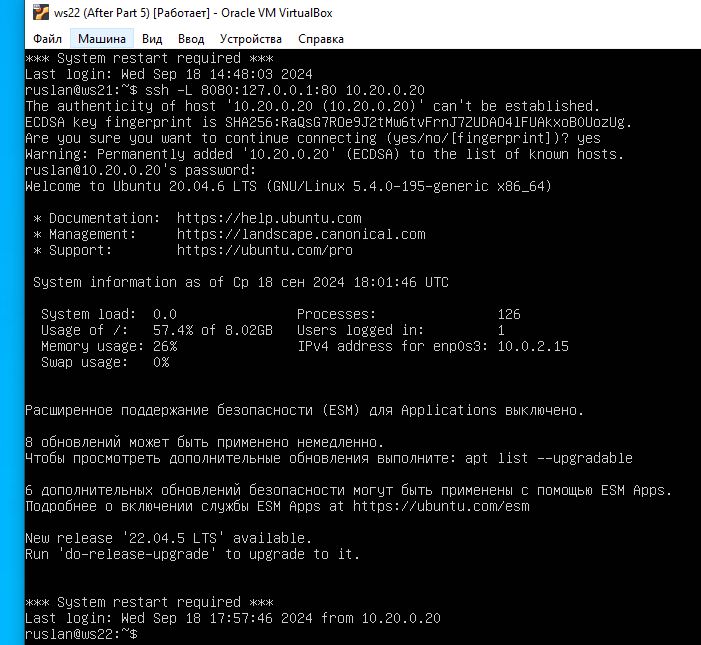 ws22 (After Part 5) [Работает] - Oracle VM VirtualBox
Файл Машина Вид Ввод Устройства Справка
*** System restart required ***
Last login: Wed Sep 18 14:48:03 2024
ruslan@ws21:~$ ssh -L 8080:127.0.0.1:80 10.20.0.20
The authenticity of host '10.20.0.20 (10.20.0.20)' can't be established.
ECDSA key fingerprint is SHA256:RaQsG7ROe9J2tMw6tvFrnJ7ZUDAO41FUAkxoBOUozUg.
Are you sure you want to continue connecting (yes/no/[fingerprint])? yes
Warning: Permanently added '10.20.0.20' (ECDSA) to the list of known hosts.
ruslan@10.20.0.20's password:
Welcome to Ubuntu 20.04.6 LTS (GNU/Linux 5.4.0-195-generic x86_64)
* Documentation: https://help.ubuntu.com
* Management: https://landscape.canonical.com
* Support: https://ubuntu.com/pro
System information as of Ср 18 сен 2024 18:01:46 UTC
System load: 0.0 Processes: 126
Usage of /: 57.4% of 8.02GB Users logged in: 1
Memory usage: 26% IPv4 address for enp0s3: 10.0.2.15
Swap usage: 0%
Расширенное поддержание безопасности (ESM) для Applications выключено.
8 обновлений может быть применено немедленно.
Чтобы просмотреть дополнительные обновления выполните: apt list --upgradable
6 дополнительных обновлений безопасности могут быть применены с помощью ESM Apps.
Подробнее о включении службы ESM Apps at https://ubuntu.com/esm
New release '22.04.5 LTS' available.
Run 'do-release-upgrade' to upgrade to it.
*** System restart required ***
Last login: Wed Sep 18 17:57:46 2024 from 10.20.0.20
ruslan@ws22:~$